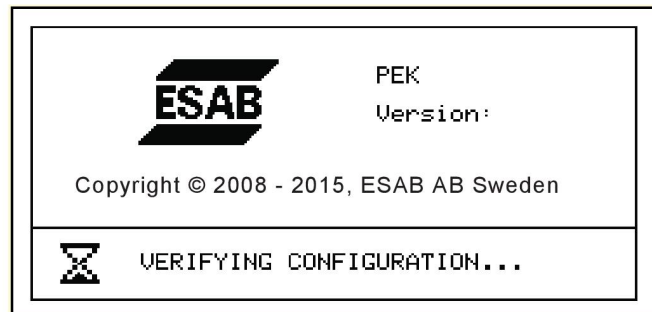 ESAB
PEK
Version:
Copyright © 2008 - 2015, ESAB AB Sweden
VERIFYING CONFIGURATION...